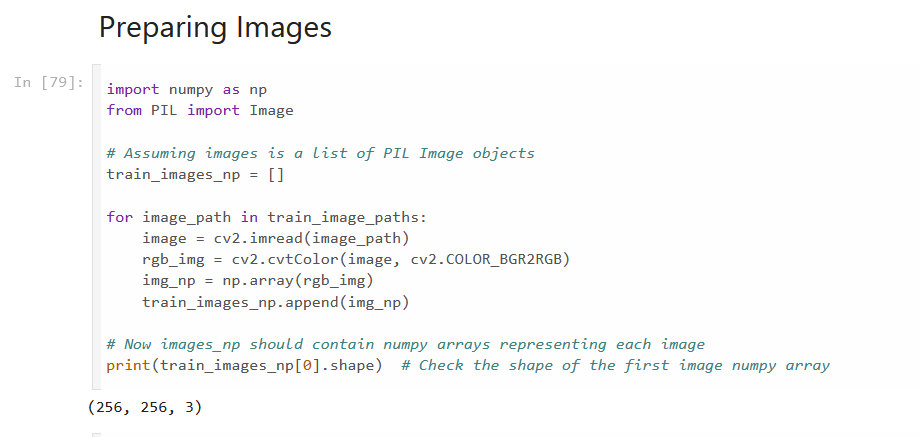 Preparing Images
In [79]:
import numpy as np
from PIL import Image
# Assuming images is a list of PIL Image objects
train_images_np = []
for image_path in train_image_paths:
    image = cv2.imread(image_path)
    rgb_img = cv2.cvtColor(image, cv2.COLOR_BGR2RGB)
    img_np = np.array(rgb_img)
    train_images_np.append(img_np)
# Now images_np should contain numpy arrays representing each image
print(train_images_np[0].shape)  # Check the shape of the first image numpy array
(256, 256, 3)